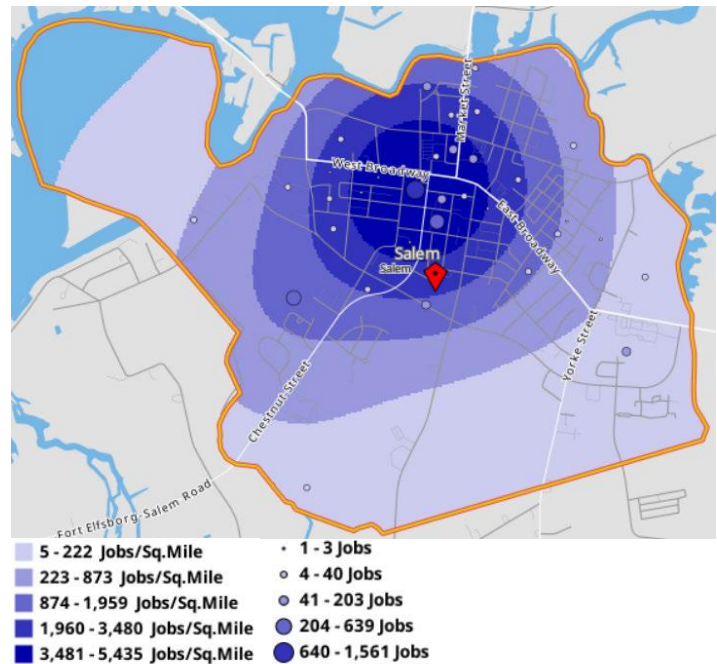 Market Street
West Broadway
East Broadway
Salem
Salem
Yorke Street
Chestnut Street
Fort Elfsborg-Salem Road
5 - 222 Jobs/Sq.Mile
223 - 873 Jobs/Sq.Mile
874 - 1,959 Jobs/Sq.Mile
1,960 - 3,480 Jobs/Sq.Mile
3,481 - 5,435 Jobs/Sq.Mile
1 - 3 Jobs
4 - 40 Jobs
41 - 203 Jobs
204 - 639 Jobs
640 - 1,561 Jobs